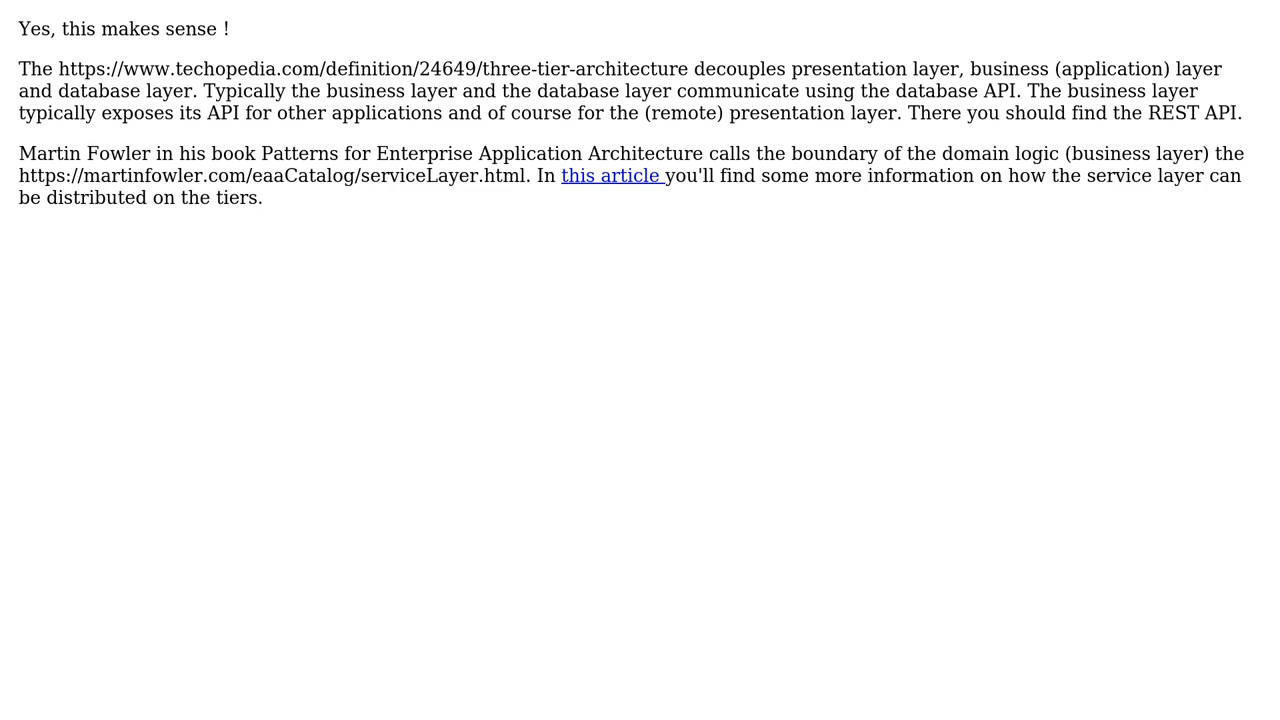 Yes, this makes sense !
The https://www.techopedia.com/definition/24649/three-tier-architecture decouples presentation layer, business (application) layer
and database layer. Typically the business layer and the database layer communicate using the database API. The business layer
typically exposes its API for other applications and of course for the (remote) presentation layer. There you should find the REST API.
Martin Fowler in his book Patterns for Enterprise Application Architecture calls the boundary of the domain logic (business layer) the
https://martinfowler.com/eaaCatalog/serviceLayer.html. In this article you'll find some more information on how the service layer can
be distributed on the tiers.